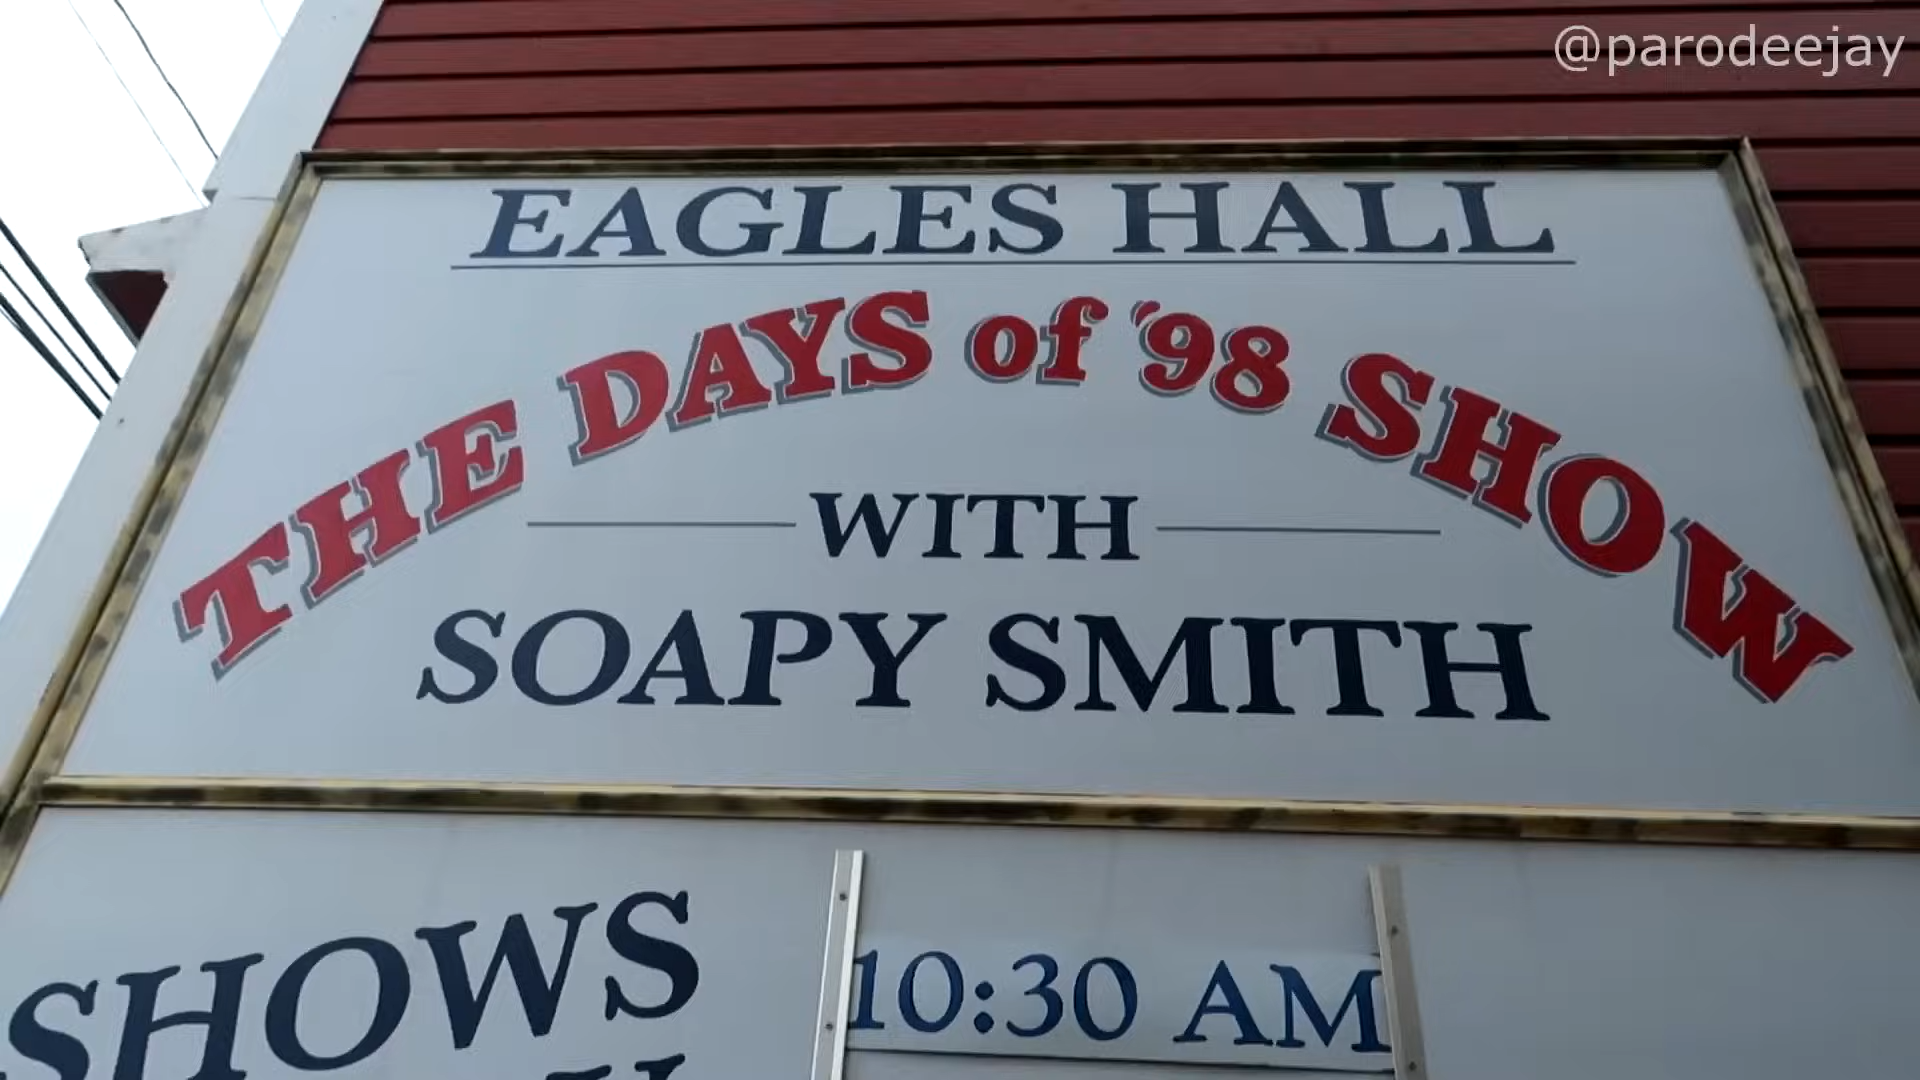 @parodeejay
EAGLES HALL
THE DAYS of '98 SHOW
WITH
SOAPY SMITH
SHOWS
10:30 AM